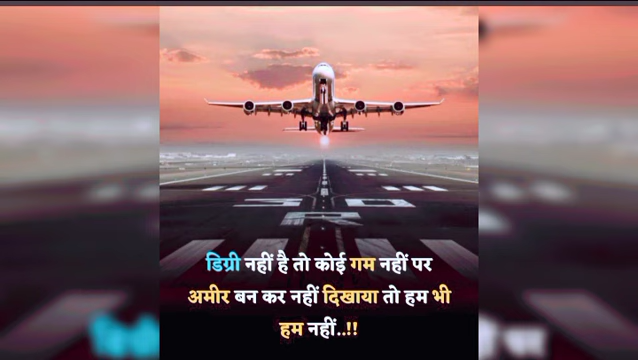 डिग्री नहीं है तो कोई गम नहीं पर
अमीर बन कर नहीं दिखाया तो हम भी
हम नहीं..!!